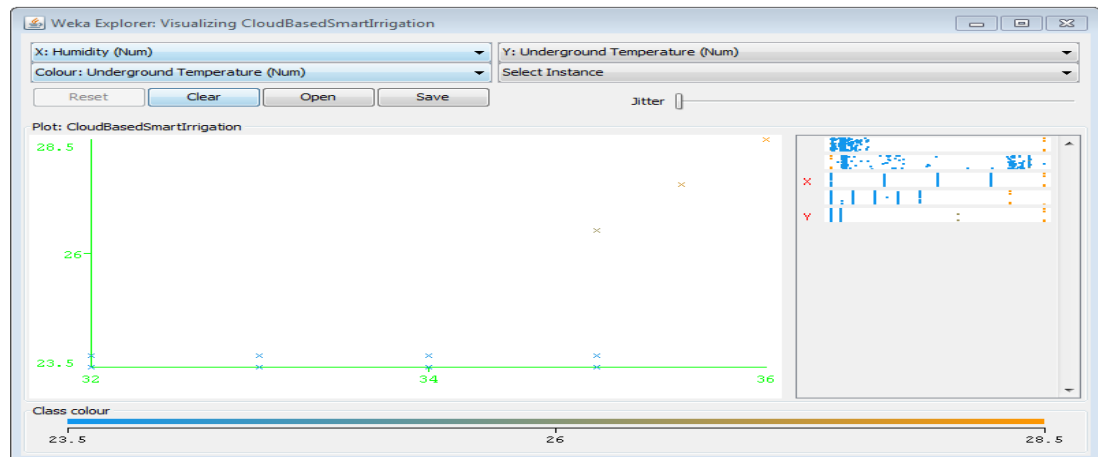 Weka Explorer: Visualizing CloudBasedSmartIrrigation
X: Humidity (Num)
Y: Underground Temperature (Num)
Colour: Underground Temperature (Num)
Select Instance
Reset
Clear
Open
Save
Jitter
Plot: CloudBasedSmartIrrigation
28.5
26
23.5
32
34
36
X
Y
Class colour
23.5
26
28.5